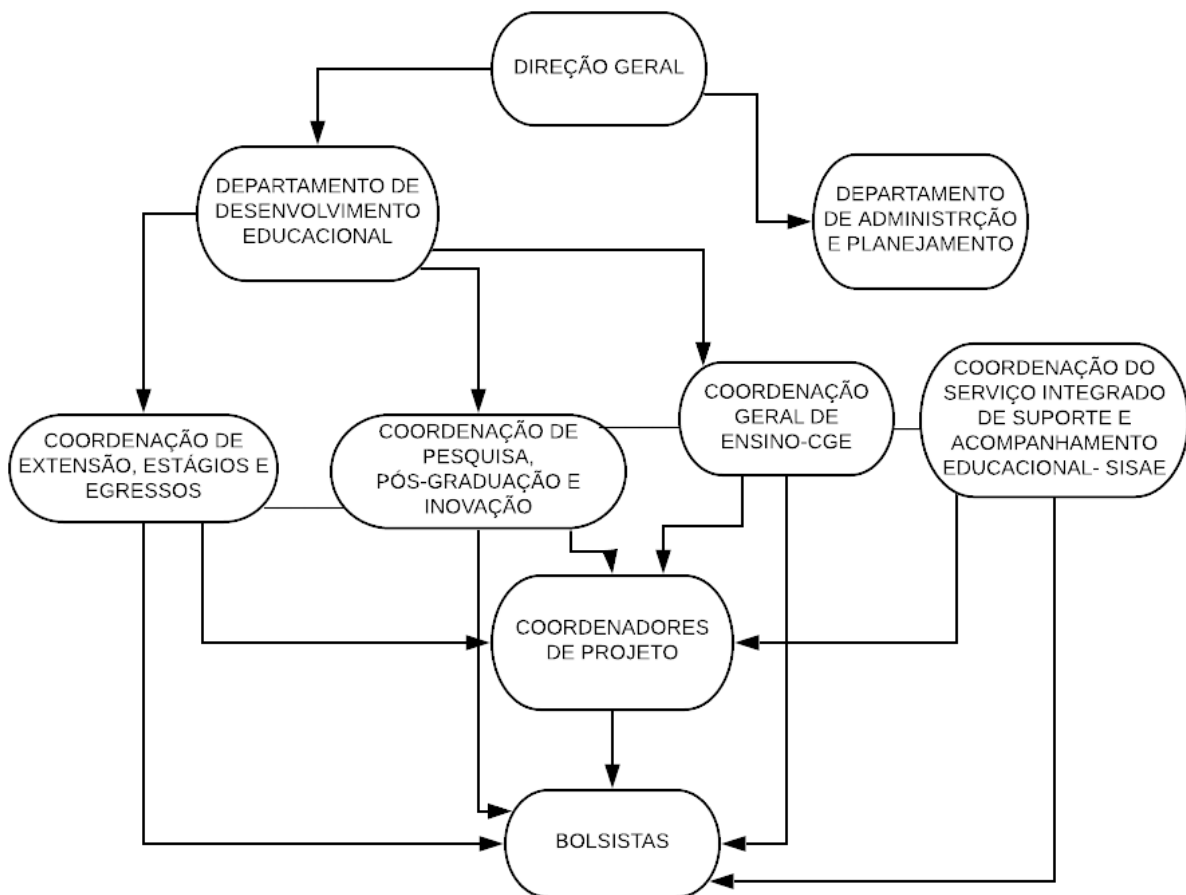 DIREÇÃO GERAL
DEPARTAMENTO DE
DESENVOLVIMENTO
EDUCACIONAL
DEPARTAMENTO
DE ADMINISTRÇÃO
E PLANEJAMENTO
COORDENAÇÃO DE
EXTENSÃO, ESTÁGIOS E
EGRESSOS
COORDENAÇÃO DE
PESQUISA,
PÓS-GRADUAÇÃO E
INOVAÇÃO
COORDENAÇÃO
GERAL DE
ENSINO-CGE
COORDENAÇÃO DO
SERVIÇO INTEGRADO
DE SUPORTE E
ACOMPANHAMENTO
EDUCACIONAL- SISAE
COORDENADORES
DE PROJETO
BOLSISTAS